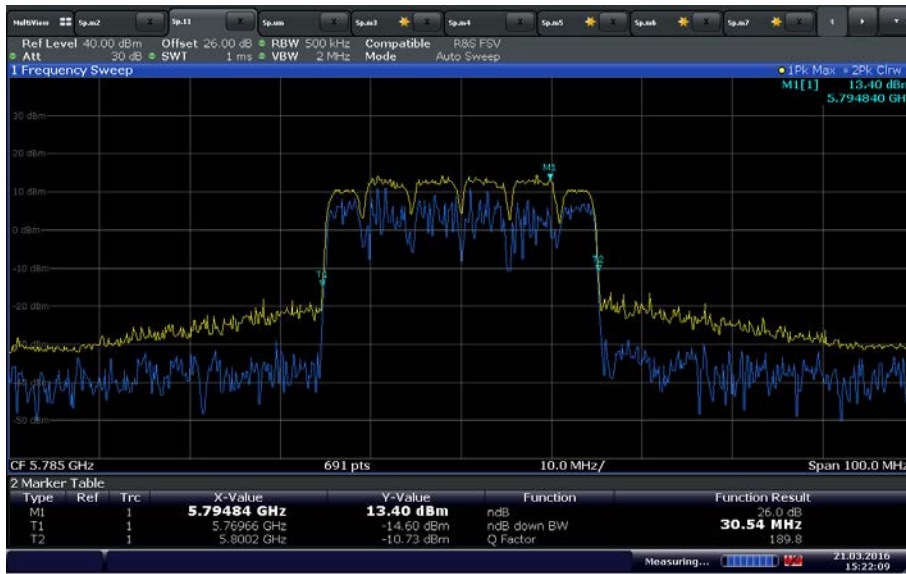 MultiView Sp.m2 x Sp.11 x Sp.um x Sp.m3 x Sp.m4 x Sp.m5 x Sp.m6 x Sp.m7 x
Ref Level 40.00 dBm Offset 26.00 dB RBW 500 kHz Compatible R&S FSV
Att 30 dB SWT 1 ms VBW 2 MHz Mode Auto Sweep
1 Frequency Sweep 1Pk Max 2Pk Clrw
M1[1] 13.40 dBm
5.794840 GHz
30 dBm
20 dBm
M1
10 dBm
0 dBm
-10 dBm
T2
-20 dBm
-50 dBm
CF 5.785 GHz 691 pts 10.0 MHz/ Span 100.0 MHz
2 Marker Table
Type Ref Trc X-Value Y-Value Function Function Result
M1 1 5.79484 GHz 13.40 dBm ndB 26.0 dB
T1 1 5.76966 GHz -14.60 dBm ndB down BW 30.54 MHz
T2 1 5.8002 GHz -10.73 dBm Q Factor 189.8
Measuring... 21.03.2016
15:22:09